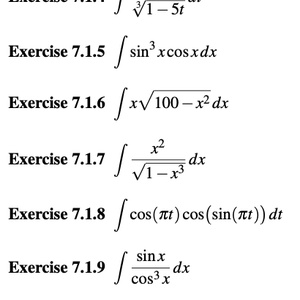 ∛1 − 5t
Exercise 7.1.5 ∫ sin³ x cos x dx
Exercise 7.1.6 ∫ x√100 − x² dx
Exercise 7.1.7 ∫ x²/√1 − x³ dx
Exercise 7.1.8 ∫ cos(πt) cos(sin(πt)) dt
Exercise 7.1.9 ∫ sin x/cos³ x dx